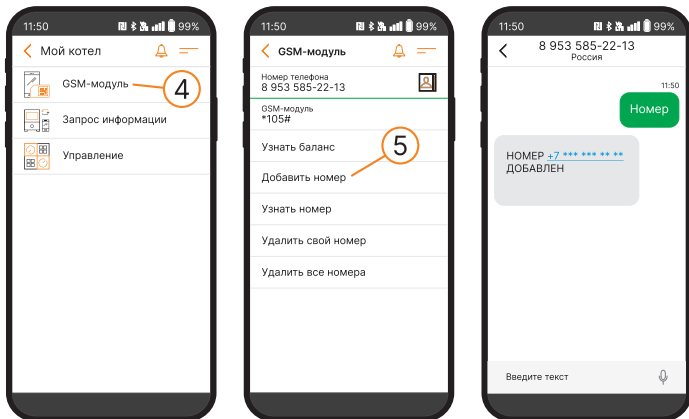 11:50 99%
Мой котел
GSM-модуль
4
Запрос информации
Управление
11:50 99%
GSM-модуль
Номер телефона
8 953 585-22-13
GSM-модуль
*105#
Узнать баланс
5
Добавить номер
Узнать номер
Удалить свой номер
Удалить все номера
11:50 99%
8 953 585-22-13
Россия
11:50
Номер
НОМЕР +7 *** *** ** **
ДОБАВЛЕН
Введите текст